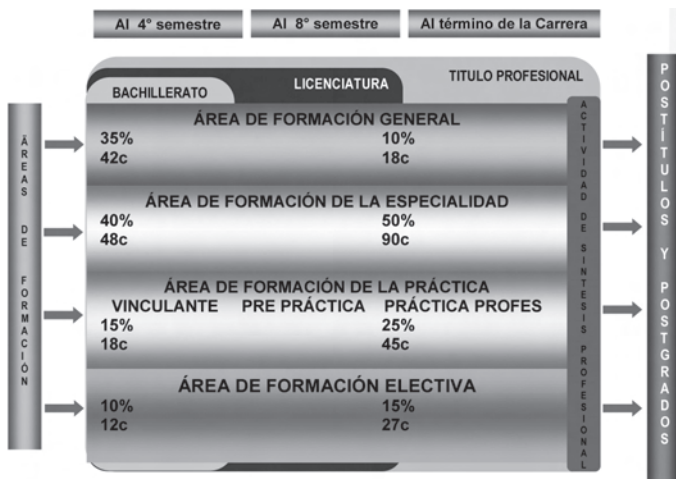 Al 4° semestre Al 8° semestre Al término de la Carrera
BACHILLERATO LICENCIATURA TITULO PROFESIONAL
ÁREAS DE FORMACIÓN
ÁREA DE FORMACIÓN GENERAL
35% 10%
42c 18c
ÁREA DE FORMACIÓN DE LA ESPECIALIDAD
40% 50%
48c 90c
ÁREA DE FORMACIÓN DE LA PRÁCTICA
VINCULANTE PRE PRÁCTICA PRÁCTICA PROFES
15% 25%
18c 45c
ÁREA DE FORMACIÓN ELECTIVA
10% 15%
12c 27c
ACTIVIDAD DE SINTESIS PROFESIONAL
POSTÍTULOS Y POSTGRADOS